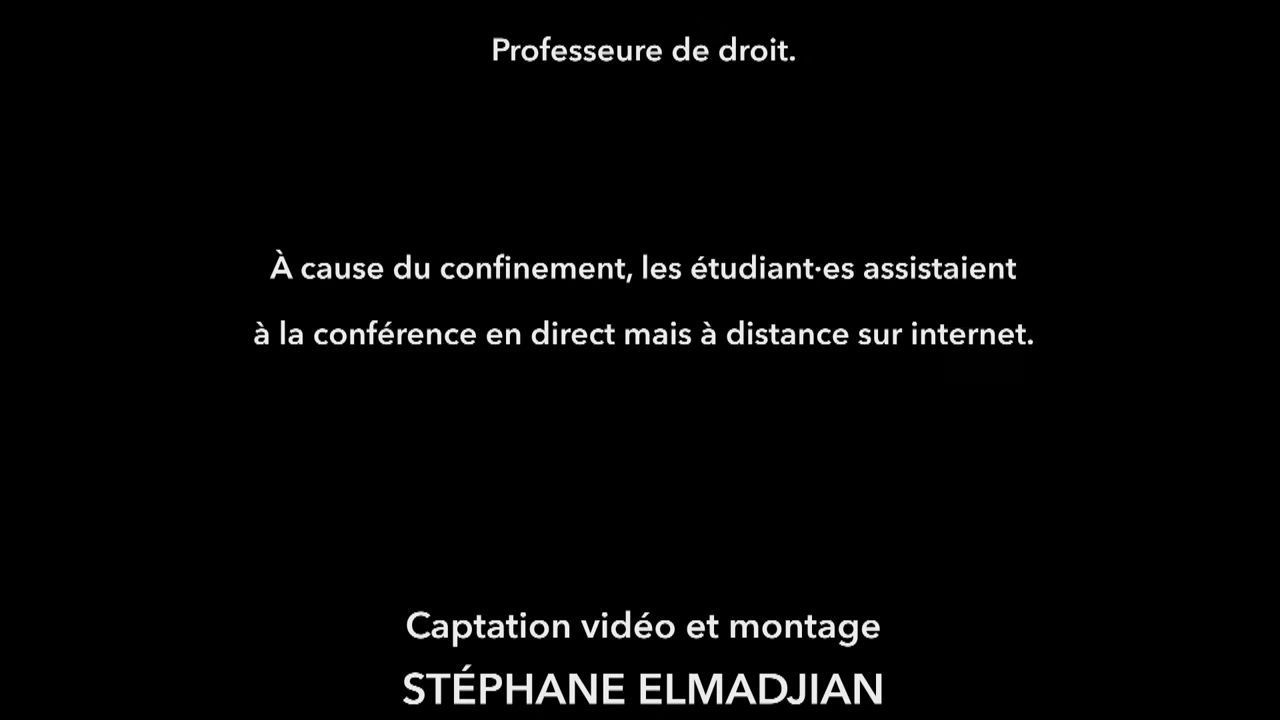 Professeure de droit.
À cause du confinement, les étudiant·es assistaient
à la conférence en direct mais à distance sur internet.
Captation vidéo et montage
STÉPHANE ELMADJIAN